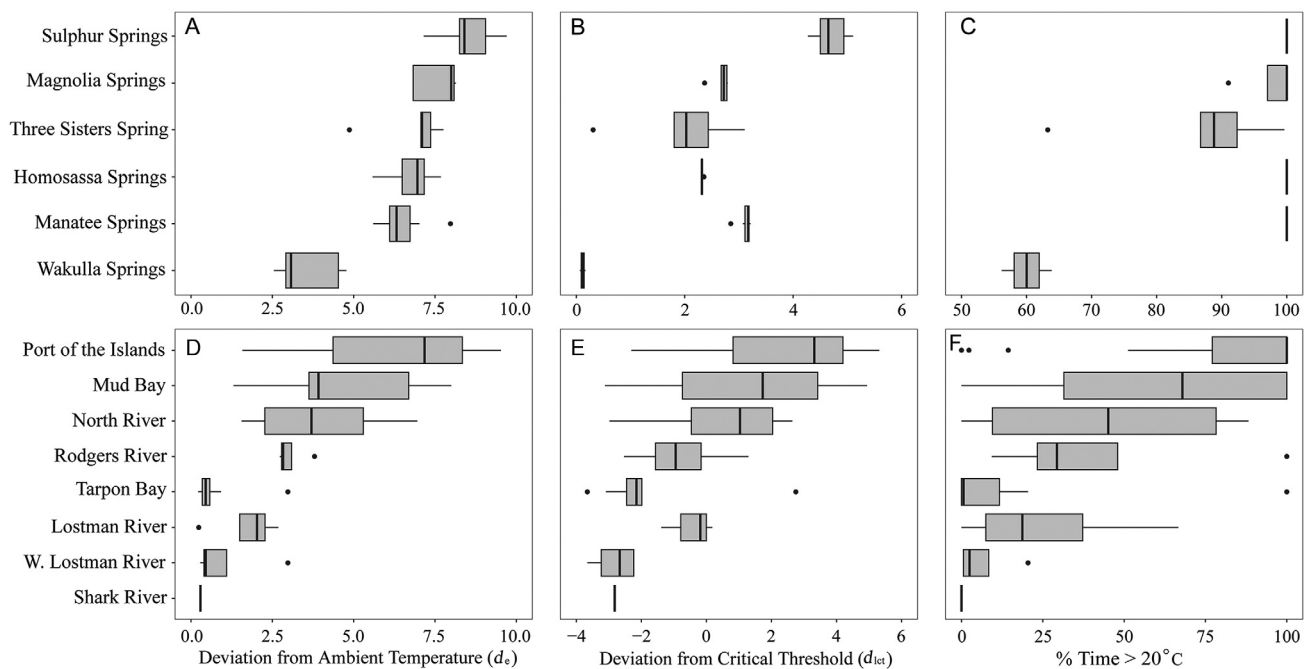 A B C
Sulphur Springs
Magnolia Springs
Three Sisters Spring
Homosassa Springs
Manatee Springs
Wakulla Springs
0.0 2.5 5.0 7.5 10.0 0 2 4 6 50 60 70 80 90 100
D E F
Port of the Islands
Mud Bay
North River
Rodgers River
Tarpon Bay
Lostman River
W. Lostman River
Shark River
0.0 2.5 5.0 7.5 10.0 −4 −2 0 2 4 6 0 25 50 75 100
Deviation from Ambient Temperature (de) Deviation from Critical Threshold (dlct) % Time > 20°C